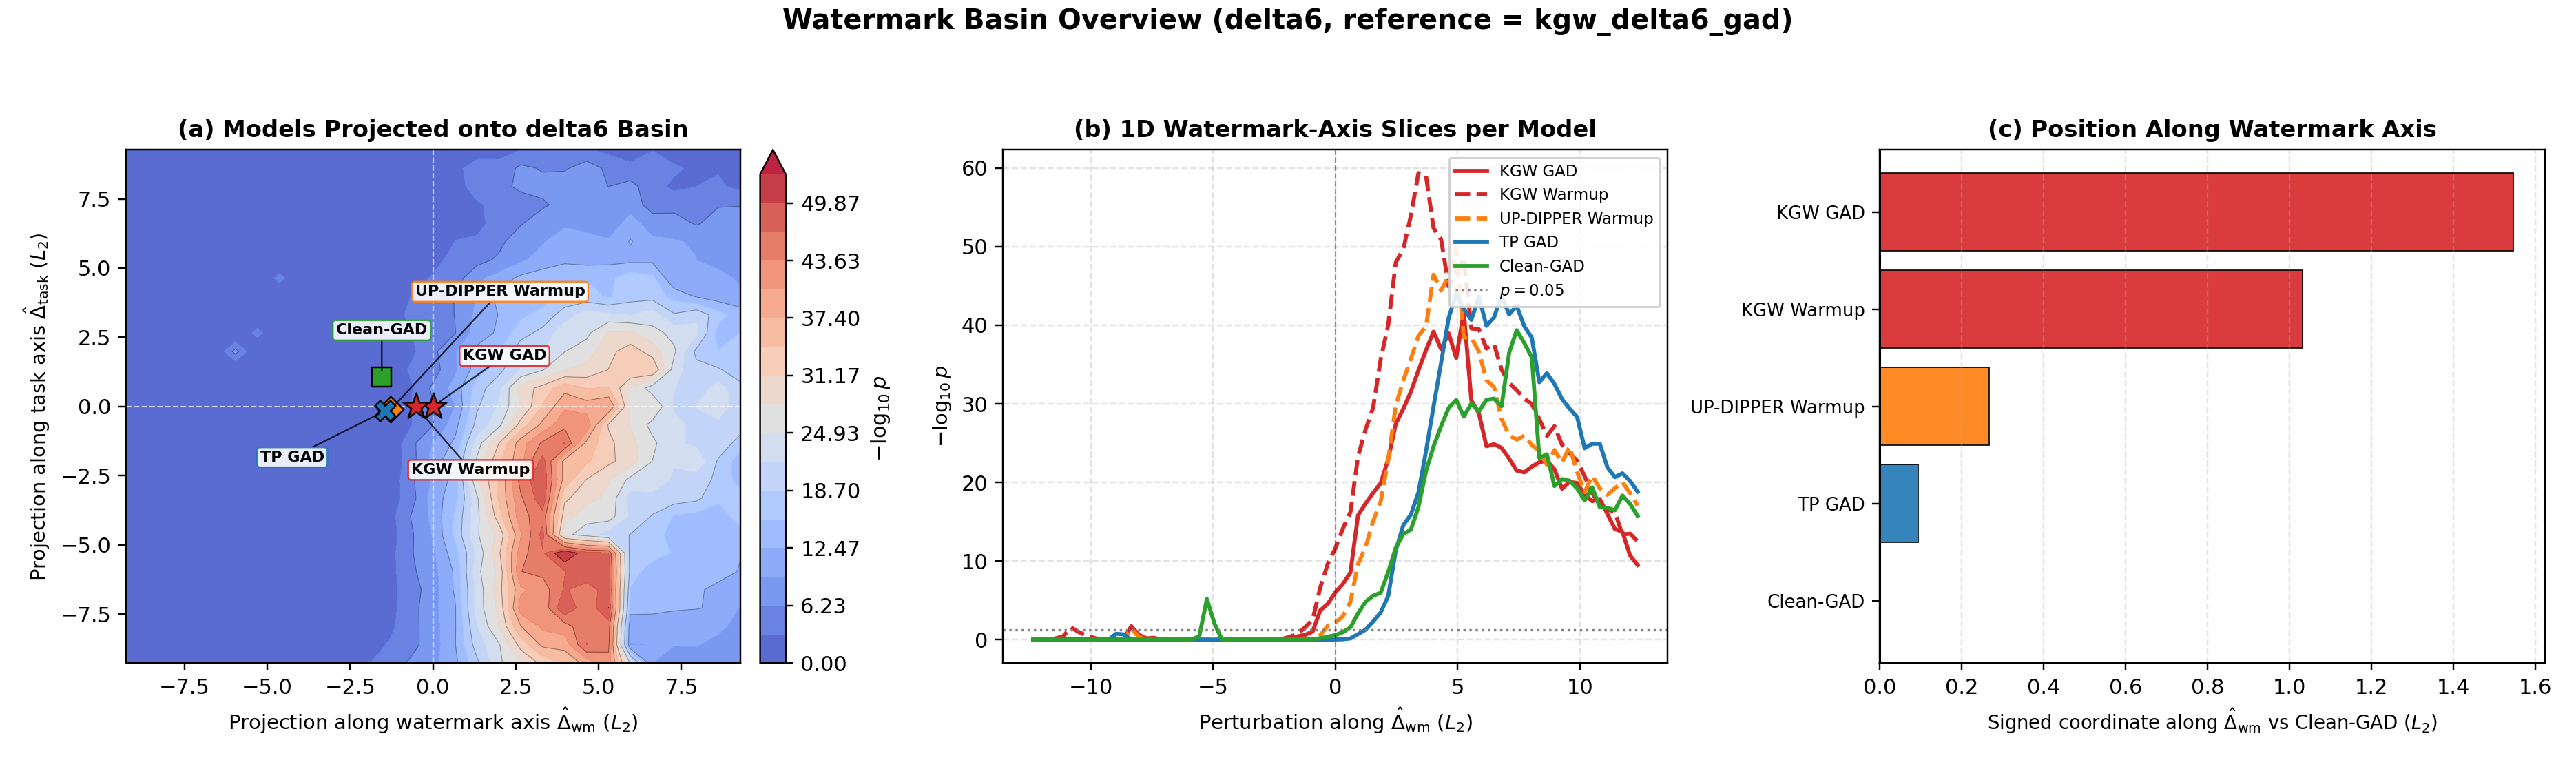 Watermark Basin Overview (delta6, reference = kgw_delta6_gad)
(a) Models Projected onto delta6 Basin
Projection along task axis Δ̂_task (L₂)
7.5
5.0
2.5
0.0
−2.5
−5.0
−7.5
UP-DIPPER Warmup
Clean-GAD
KGW GAD
TP GAD
KGW Warmup
−7.5 −5.0 −2.5 0.0 2.5 5.0 7.5
Projection along watermark axis Δ̂_wm (L₂)
49.87
43.63
37.40
31.17
24.93
18.70
12.47
6.23
0.00
−log₁₀ p
(b) 1D Watermark-Axis Slices per Model
−log₁₀ p
60
50
40
30
20
10
0
KGW GAD
KGW Warmup
UP-DIPPER Warmup
TP GAD
Clean-GAD
p = 0.05
−10 −5 0 5 10
Perturbation along Δ̂_wm (L₂)
(c) Position Along Watermark Axis
KGW GAD
KGW Warmup
UP-DIPPER Warmup
TP GAD
Clean-GAD
0.0 0.2 0.4 0.6 0.8 1.0 1.2 1.4 1.6
Signed coordinate along Δ̂_wm vs Clean-GAD (L₂)